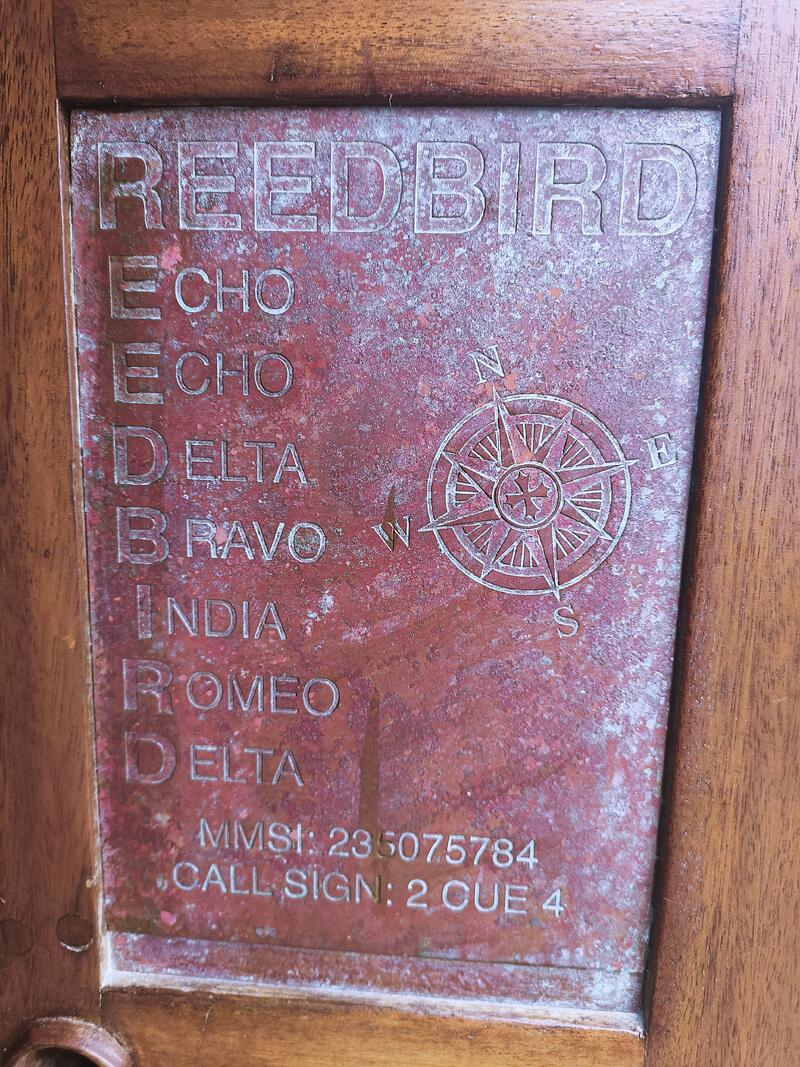 REEDBIRD
ECHO
ECHO
DELTA
BRAVO
INDIA
ROMEO
DELTA
N
E
W
S
MMSI: 235075784
CALL SIGN: 2 CUE 4